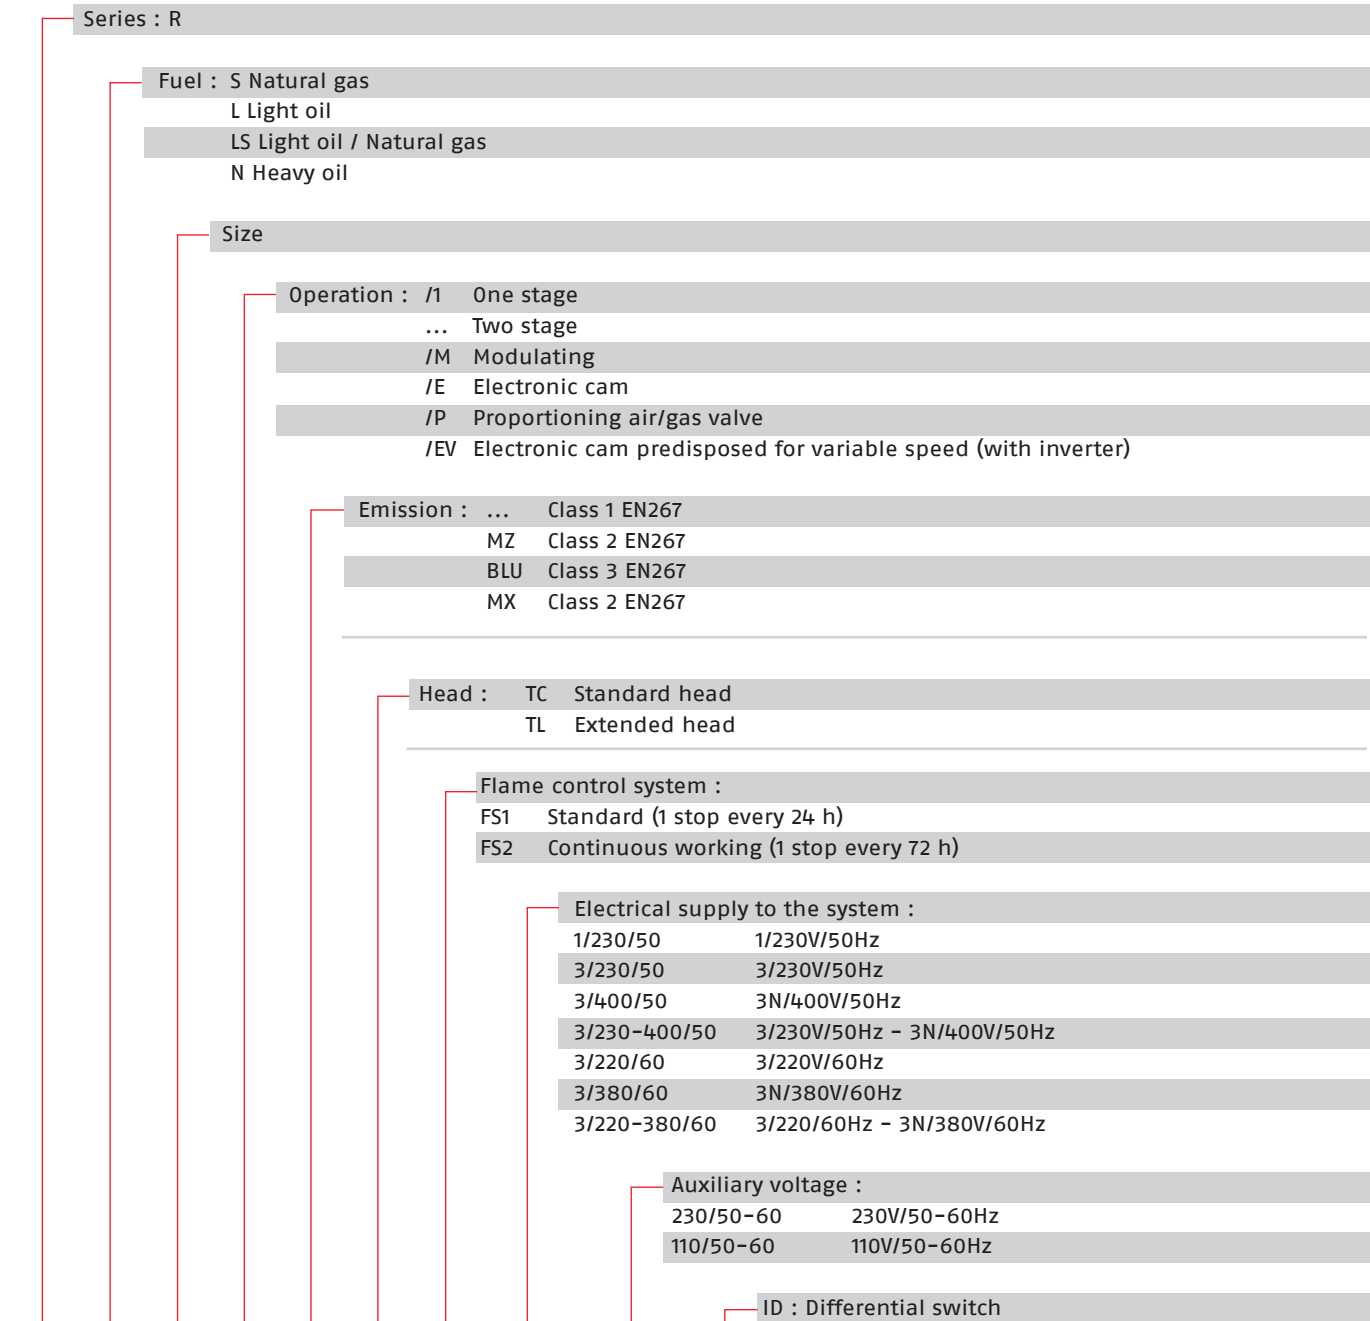 Series : R
Fuel : S Natural gas
L Light oil
LS Light oil / Natural gas
N Heavy oil
Size
Operation : /1 One stage
... Two stage
/M Modulating
/E Electronic cam
/P Proportioning air/gas valve
/EV Electronic cam predisposed for variable speed (with inverter)
Emission : ... Class 1 EN267
MZ Class 2 EN267
BLU Class 3 EN267
MX Class 2 EN267
Head : TC Standard head
TL Extended head
Flame control system :
FS1 Standard (1 stop every 24 h)
FS2 Continuous working (1 stop every 72 h)
Electrical supply to the system :
1/230/50 1/230V/50Hz
3/230/50 3/230V/50Hz
3/400/50 3N/400V/50Hz
3/230-400/50 3/230V/50Hz - 3N/400V/50Hz
3/220/60 3/220V/60Hz
3/380/60 3N/380V/60Hz
3/220-380/60 3/220/60Hz - 3N/380V/60Hz
Auxiliary voltage :
230/50-60 230V/50-60Hz
110/50-60 110V/50-60Hz
ID : Differential switch